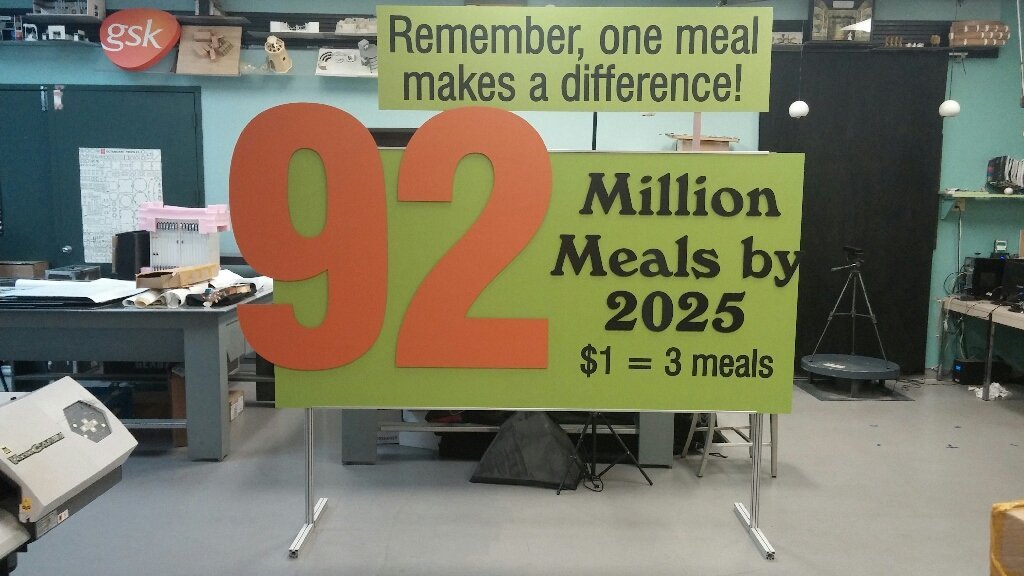 gsk
Remember, one meal
makes a difference!
92
Million
Meals by
2025
$1 = 3 meals